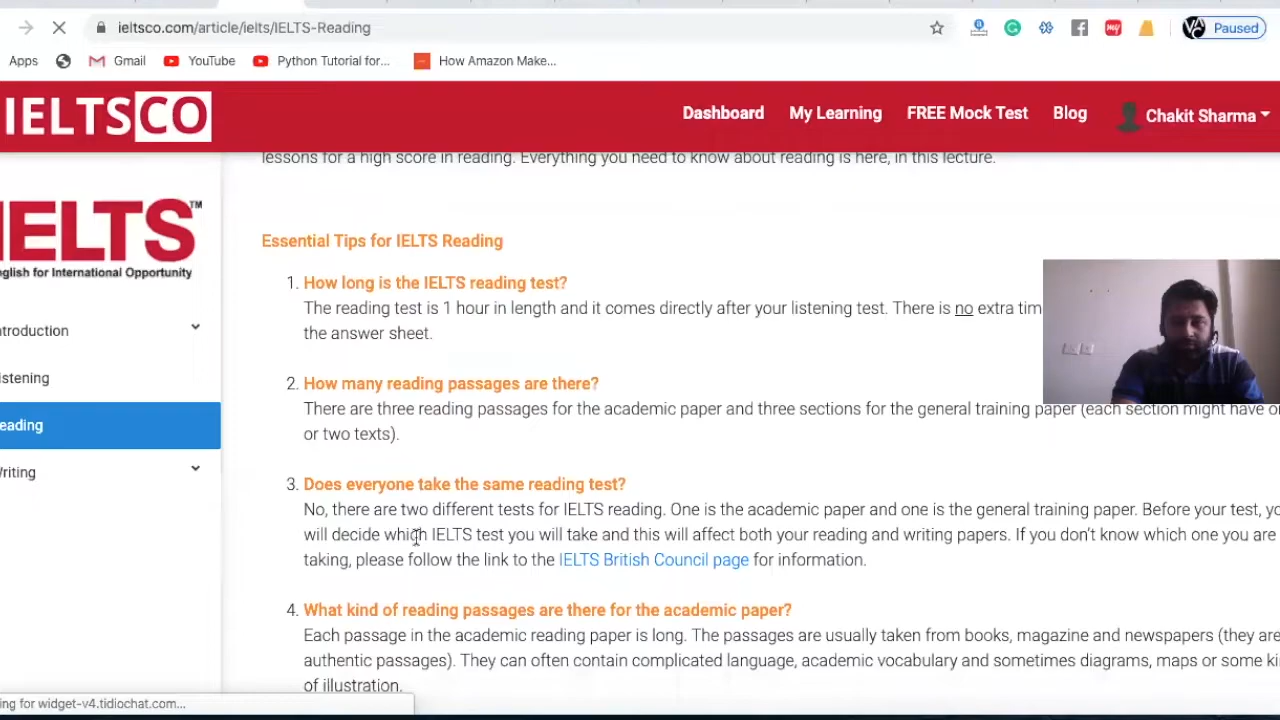 ieltsco.com/article/ielts/IELTS-Reading
Paused
Apps
Gmail
YouTube
Python Tutorial for...
How Amazon Make...
IELTSCO
Dashboard
My Learning
FREE Mock Test
Blog
Chakit Sharma
lessons for a high score in reading. Everything you need to know about reading is here, in this lecture.
IELTS™
nglish for International Opportunity
ntroduction
istening
eading
riting
Essential Tips for IELTS Reading
1. How long is the IELTS reading test?
The reading test is 1 hour in length and it comes directly after your listening test. There is no extra tim
the answer sheet.
2. How many reading passages are there?
There are three reading passages for the academic paper and three sections for the general training paper (each section might have on
or two texts).
3. Does everyone take the same reading test?
No, there are two different tests for IELTS reading. One is the academic paper and one is the general training paper. Before your test, yo
will decide which IELTS test you will take and this will affect both your reading and writing papers. If you don't know which one you are
taking, please follow the link to the IELTS British Council page for information.
4. What kind of reading passages are there for the academic paper?
Each passage in the academic reading paper is long. The passages are usually taken from books, magazine and newspapers (they are
authentic passages). They can often contain complicated language, academic vocabulary and sometimes diagrams, maps or some kin
of illustration.
ing for widget-v4.tidiochat.com...